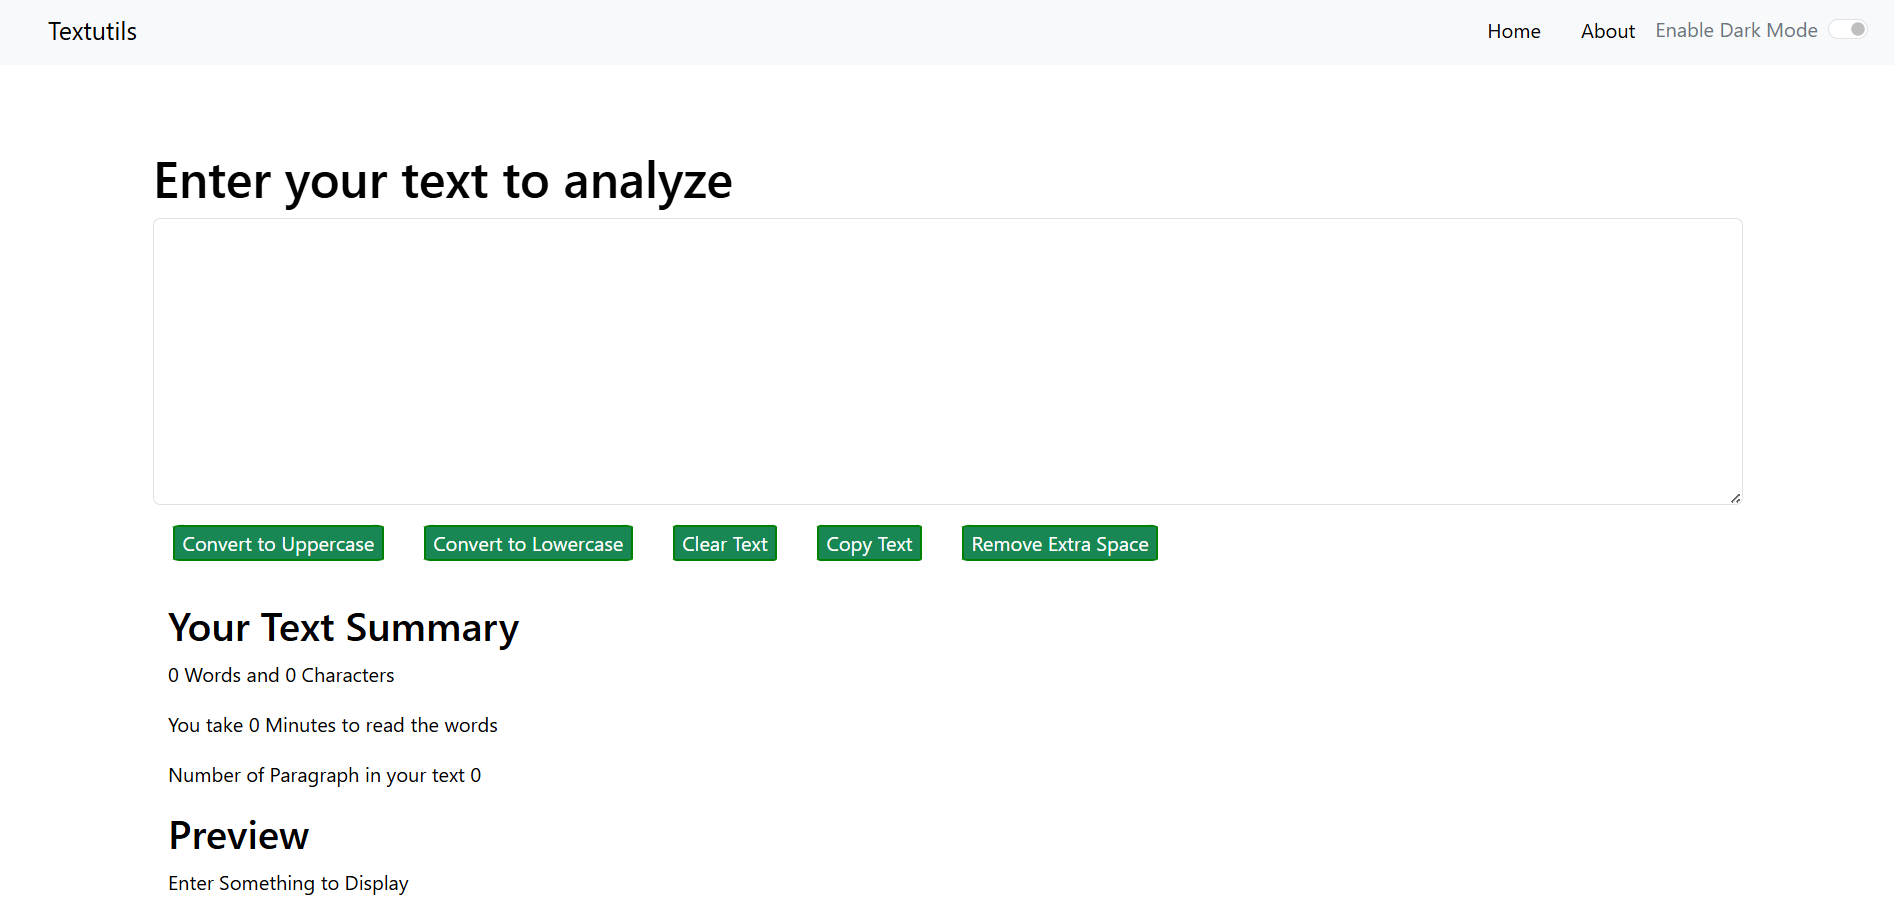 Textutils Home About Enable Dark Mode
Enter your text to analyze
Convert to Uppercase Convert to Lowercase Clear Text Copy Text Remove Extra Space
Your Text Summary
0 Words and 0 Characters
You take 0 Minutes to read the words
Number of Paragraph in your text 0
Preview
Enter Something to Display